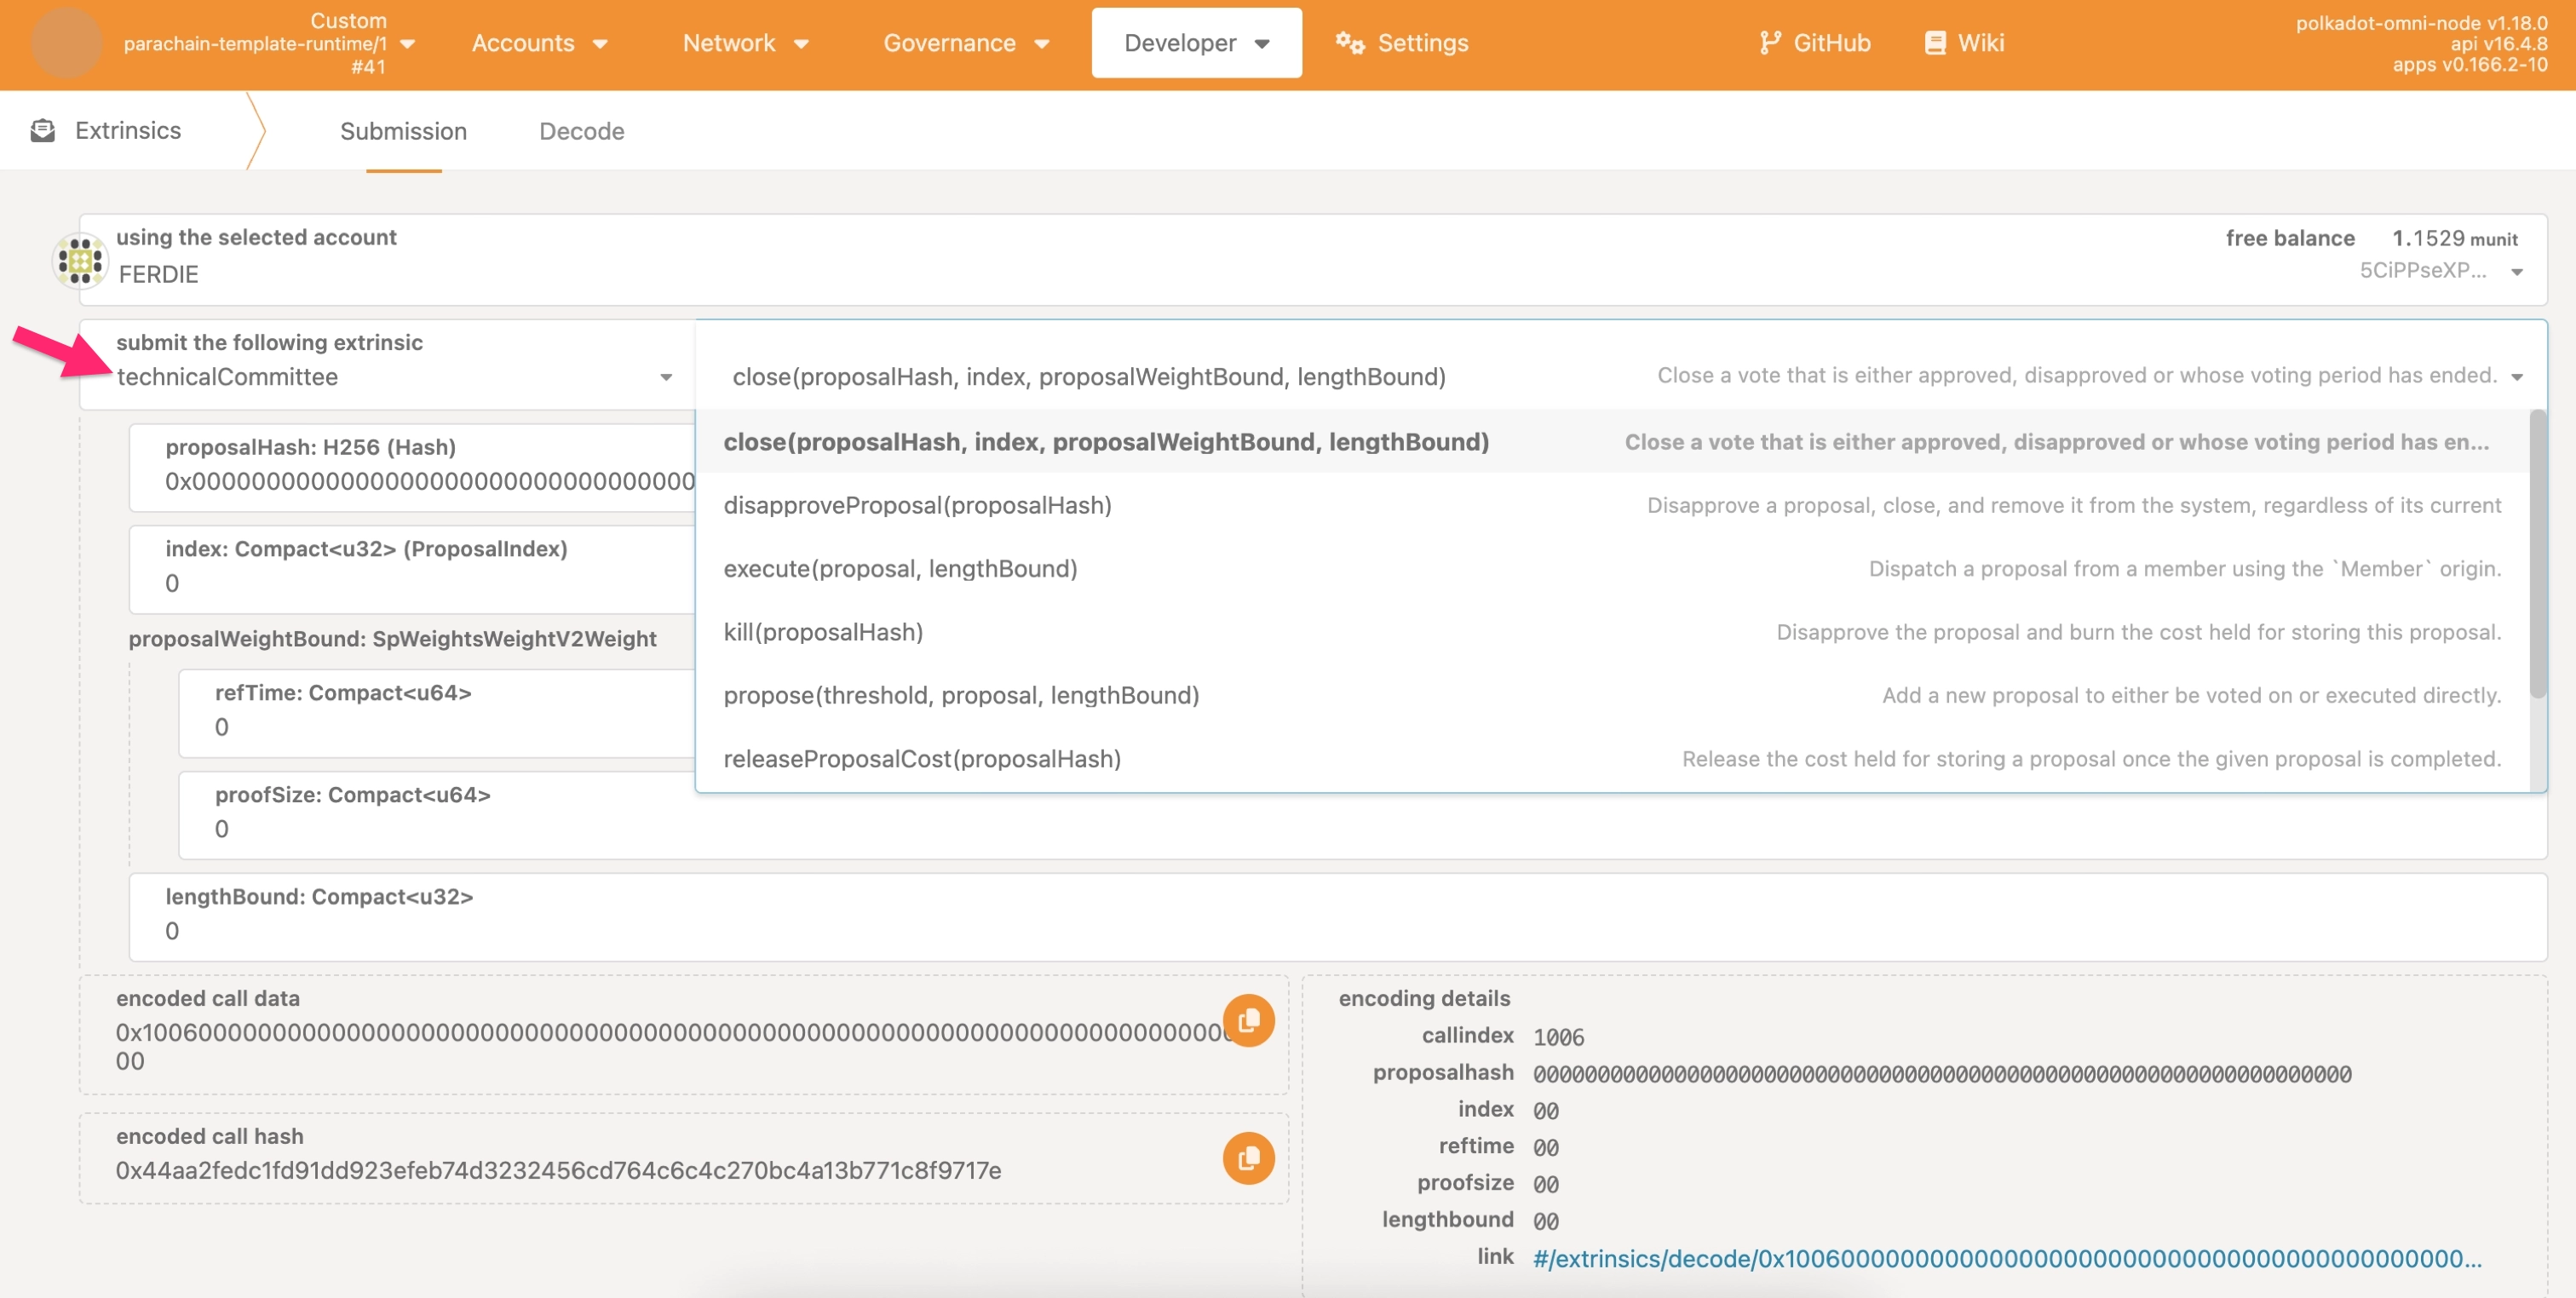 Custom
parachain-template-runtime/1
#41
Accounts
Network
Governance
Developer
Settings
GitHub
Wiki
polkadot-omni-node v1.18.0
api v16.4.8
apps v0.166.2-10
Extrinsics
Submission
Decode
using the selected account
FERDIE
free balance 1.1529 munit
5CiPPseXP...
submit the following extrinsic
technicalCommittee
close(proposalHash, index, proposalWeightBound, lengthBound)
Close a vote that is either approved, disapproved or whose voting period has ended.
close(proposalHash, index, proposalWeightBound, lengthBound)
Close a vote that is either approved, disapproved or whose voting period has en...
disapproveProposal(proposalHash)
Disapprove a proposal, close, and remove it from the system, regardless of its current
execute(proposal, lengthBound)
Dispatch a proposal from a member using the `Member` origin.
kill(proposalHash)
Disapprove the proposal and burn the cost held for storing this proposal.
propose(threshold, proposal, lengthBound)
Add a new proposal to either be voted on or executed directly.
releaseProposalCost(proposalHash)
Release the cost held for storing a proposal once the given proposal is completed.
proposalHash: H256 (Hash)
0x0000000000000000000000000000000000
index: Compact<u32> (ProposalIndex)
0
proposalWeightBound: SpWeightsWeightV2Weight
refTime: Compact<u64>
0
proofSize: Compact<u64>
0
lengthBound: Compact<u32>
0
encoded call data
0x10060000000000000000000000000000000000000000000000000000000000000000000000
00
encoded call hash
0x44aa2fedc1fd91dd923efeb74d3232456cd764c6c4c270bc4a13b771c8f9717e
encoding details
callindex 1006
proposalhash 0000000000000000000000000000000000000000000000000000000000000000
index 00
reftime 00
proofsize 00
lengthbound 00
link #/extrinsics/decode/0x1006000000000000000000000000000000000000000000...